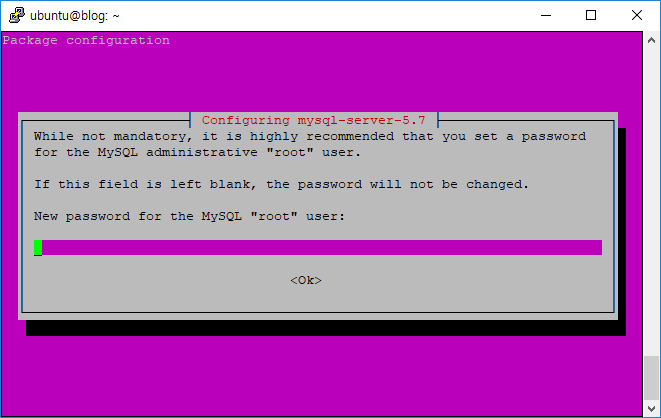 ubuntu@blog: ~
Package configuration
Configuring mysql-server-5.7
While not mandatory, it is highly recommended that you set a password
for the MySQL administrative "root" user.
If this field is left blank, the password will not be changed.
New password for the MySQL "root" user:
<Ok>